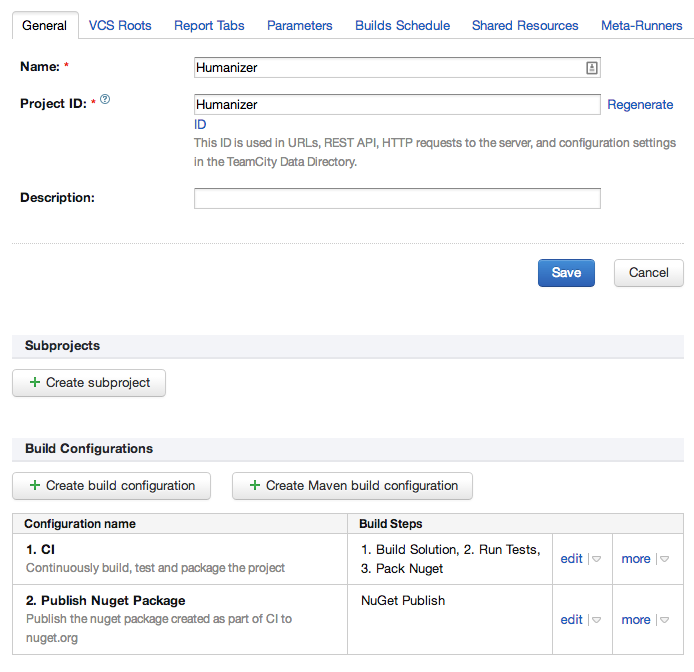 General VCS Roots Report Tabs Parameters Builds Schedule Shared Resources Meta-Runners
Name: * Humanizer
Project ID: * ? Humanizer Regenerate
ID
This ID is used in URLs, REST API, HTTP requests to the server, and configuration settings
in the TeamCity Data Directory.
Description:
Save Cancel
Subprojects
+ Create subproject
Build Configurations
+ Create build configuration + Create Maven build configuration
Configuration name Build Steps
1. CI
Continuously build, test and package the project
1. Build Solution, 2. Run Tests,
3. Pack Nuget
edit more
2. Publish Nuget Package
Publish the nuget package created as part of CI to
nuget.org
NuGet Publish
edit more